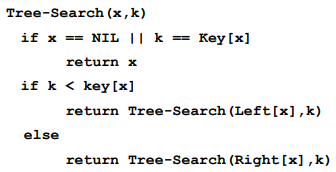 Tree-Search(x,k)
if x == NIL || k == Key[x]
return x
if k < key[x]
return Tree-Search(Left[x],k)
else
return Tree-Search(Right[x],k)